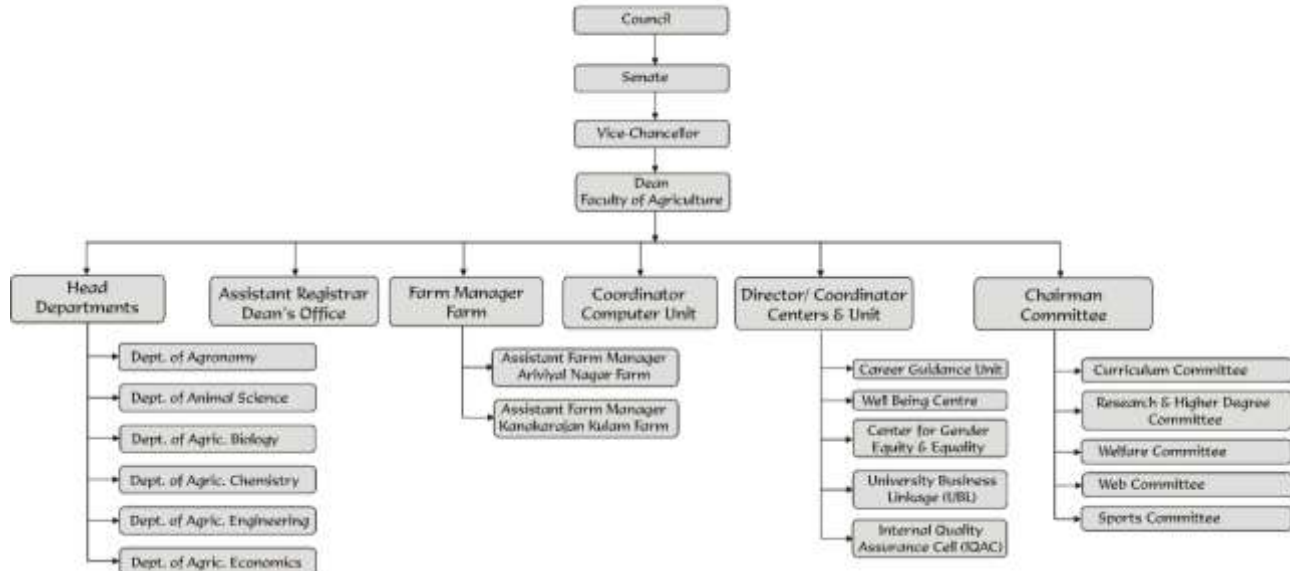 Council
Senate
Vice-Chancellor
Dean
Faculty of Agriculture
Head
Departments
Assistant Registrar
Dean's Office
Farm Manager
Farm
Coordinator
Computer Unit
Director/ Coordinator
Centers & Unit
Chairman
Committee
Dept. of Agronomy
Dept. of Animal Science
Dept. of Agric. Biology
Dept. of Agric. Chemistry
Dept. of Agric. Engineering
Dept. of Agric. Economics
Assistant Farm Manager
Ariviyal Nagar Farm
Assistant Farm Manager
Kanakarajan Kulam Farm
Career Guidance Unit
Well Being Centre
Center for Gender
Equity & Equality
University Business
Linkage (UBL)
Internal Quality
Assurance Cell (IQAC)
Curriculum Committee
Research & Higher Degree
Committee
Welfare Committee
Web Committee
Sports Committee